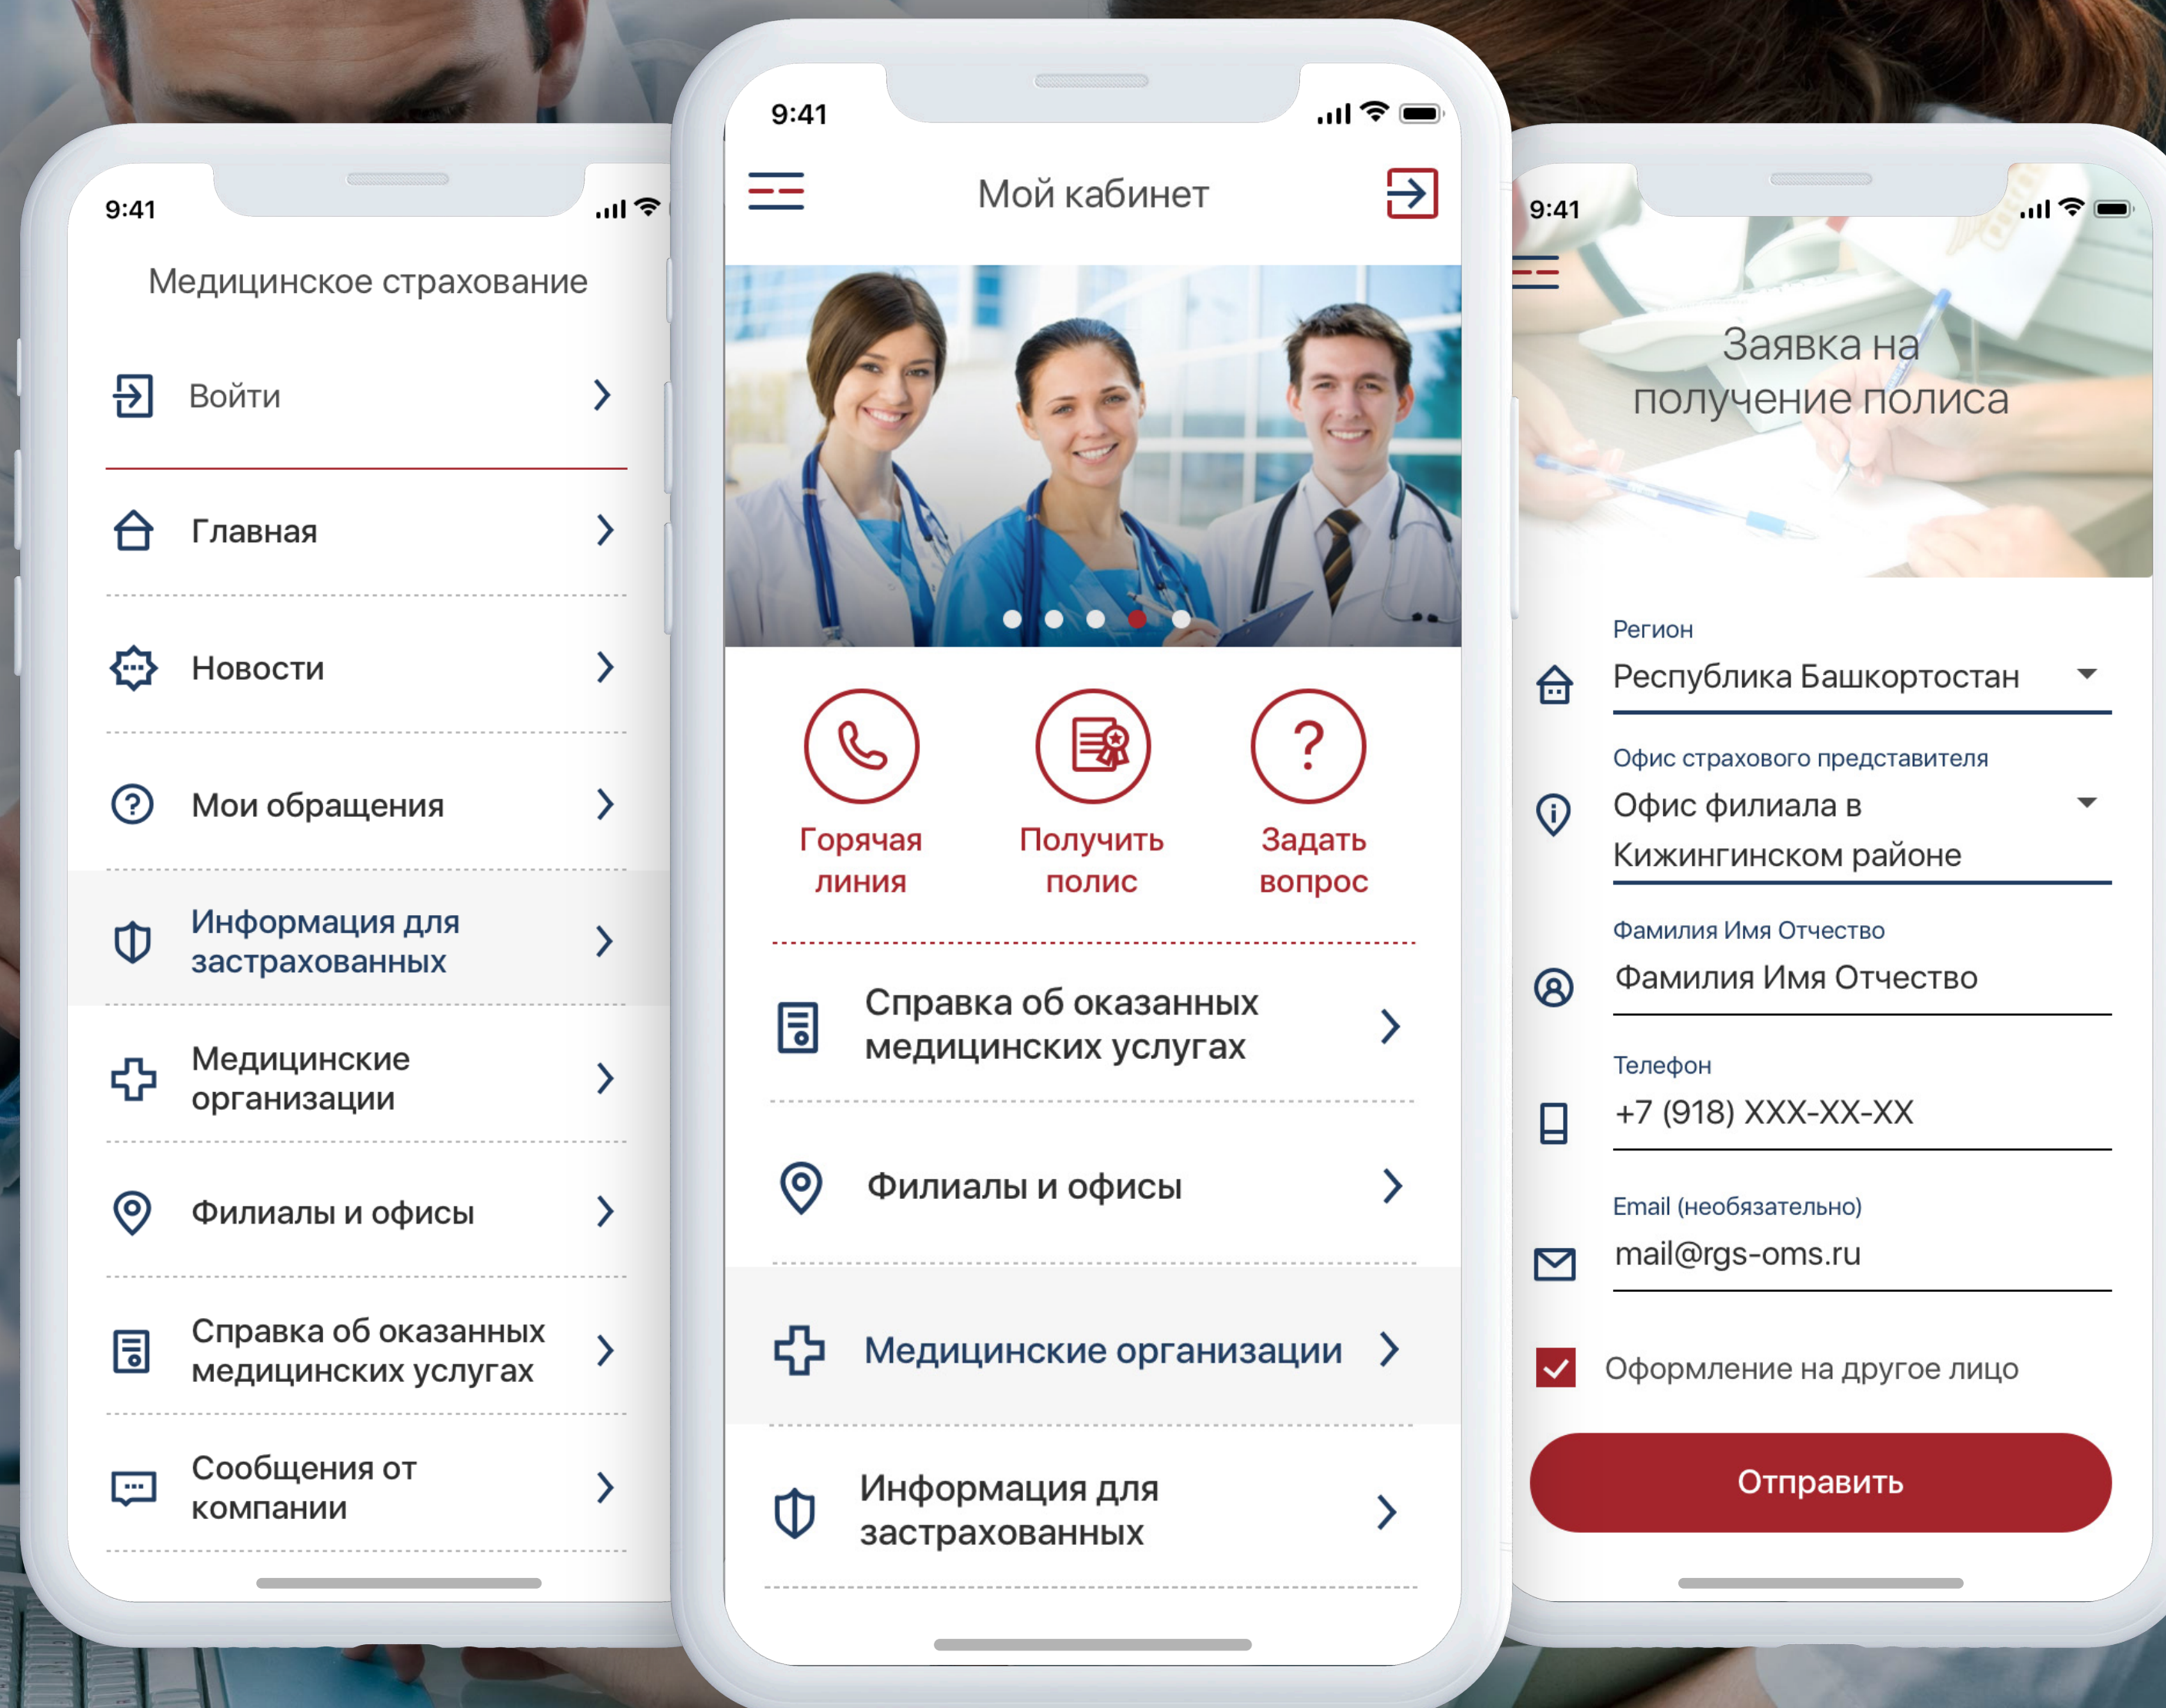 9:41
Медицинское страхование
Войти
Главная
Новости
Мои обращения
Информация для
застрахованных
Медицинские
организации
Филиалы и офисы
Справка об оказанных
медицинских услугах
Сообщения от
компании
9:41
Мой кабинет
Горячая
линия
Получить
полис
Задать
вопрос
Справка об оказанных
медицинских услугах
Филиалы и офисы
Медицинские организации
Информация для
застрахованных
9:41
Заявка на
получение полиса
Регион
Республика Башкортостан
Офис страхового представителя
Офис филиала в
Кижингинском районе
Фамилия Имя Отчество
Фамилия Имя Отчество
Телефон
+7 (918) XXX-XX-XX
Email (необязательно)
mail@rgs-oms.ru
Оформление на другое лицо
Отправить